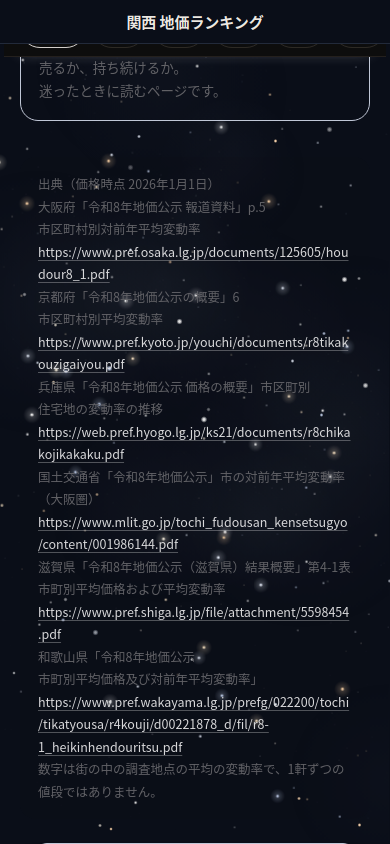 関西 地価ランキング
売るか、持ち続けるか。
迷ったときに読むページです。
出典（価格時点 2026年1月1日）
大阪府「令和8年地価公示 報道資料」p.5
市区町村別対前年平均変動率
https://www.pref.osaka.lg.jp/documents/125605/hou
dour8_1.pdf
京都府「令和8年地価公示の概要」6
市区町村別平均変動率
https://www.pref.kyoto.jp/youchi/documents/r8tikak
ouzigaiyou.pdf
兵庫県「令和8年地価公示 価格の概要」市区町別
住宅地の変動率の推移
https://web.pref.hyogo.lg.jp/ks21/documents/r8chika
kojikakaku.pdf
国土交通省「令和8年地価公示」市の対前年平均変動率
（大阪圏）
https://www.mlit.go.jp/tochi_fudousan_kensetsugyo
/content/001986144.pdf
滋賀県「令和8年地価公示（滋賀県）結果概要」第4-1表
市町別平均価格および平均変動率
https://www.pref.shiga.lg.jp/file/attachment/5598454
.pdf
和歌山県「令和8年地価公示
市町別平均価格及び対前年平均変動率」
https://www.pref.wakayama.lg.jp/prefg/022200/tochi
/tikatyousa/r4kouji/d00221878_d/fil/r8-
1_heikinhendouritsu.pdf
数字は街の中の調査地点の平均の変動率で、1軒ずつの
値段ではありません。